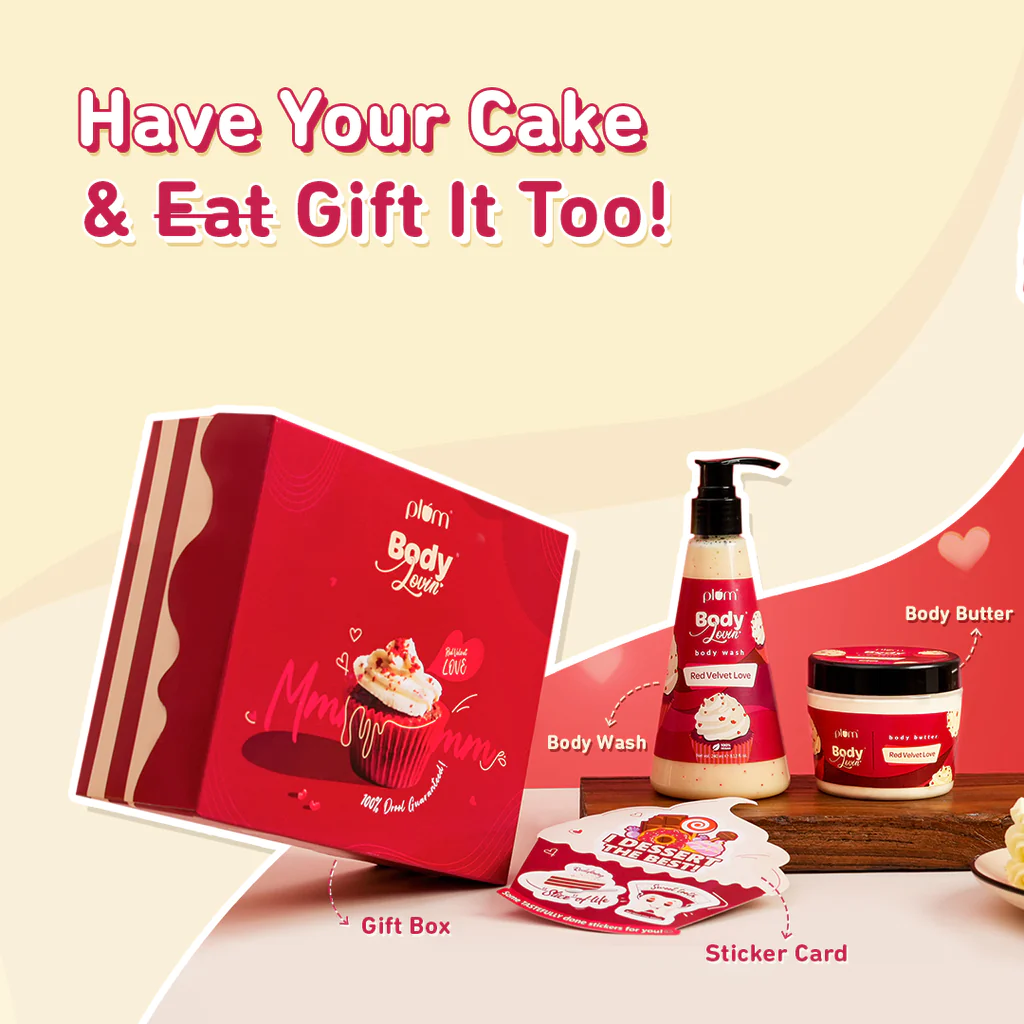 Have Your Cake
& Eat Gift It Too!
plum
Body
Lovin'
Red Velvet
LOVE
Mmm
mm
100% Drool Guaranteed!
plum
Body
Lovin'
body wash
Red Velvet Love
Body Wash
Body Butter
plum
Body
Lovin'
body butter
Red Velvet Love
I DESSERT
THE BEST!
Slice of life
Some TASTEFULLY done stickers for you!
Gift Box
Sticker Card